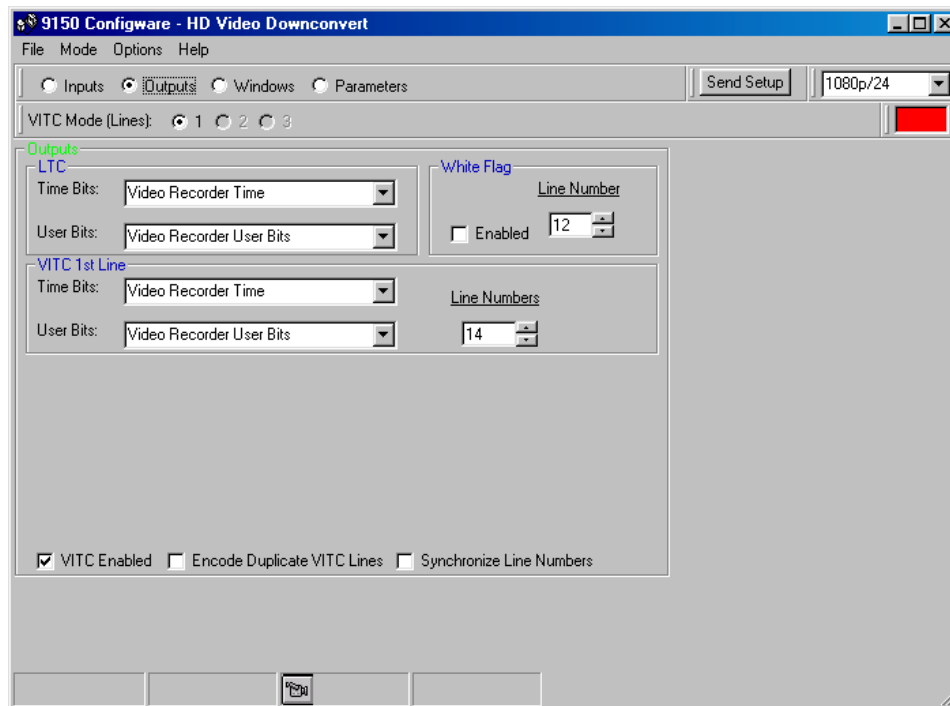 9150 Configware - HD Video Downconvert
File Mode Options Help
Inputs Outputs Windows Parameters Send Setup 1080p/24
VITC Mode (Lines): 1 2 3
Outputs
LTC
Time Bits: Video Recorder Time
User Bits: Video Recorder User Bits
White Flag
Line Number
Enabled 12
VITC 1st Line
Time Bits: Video Recorder Time
User Bits: Video Recorder User Bits
Line Numbers
14
VITC Enabled Encode Duplicate VITC Lines Synchronize Line Numbers